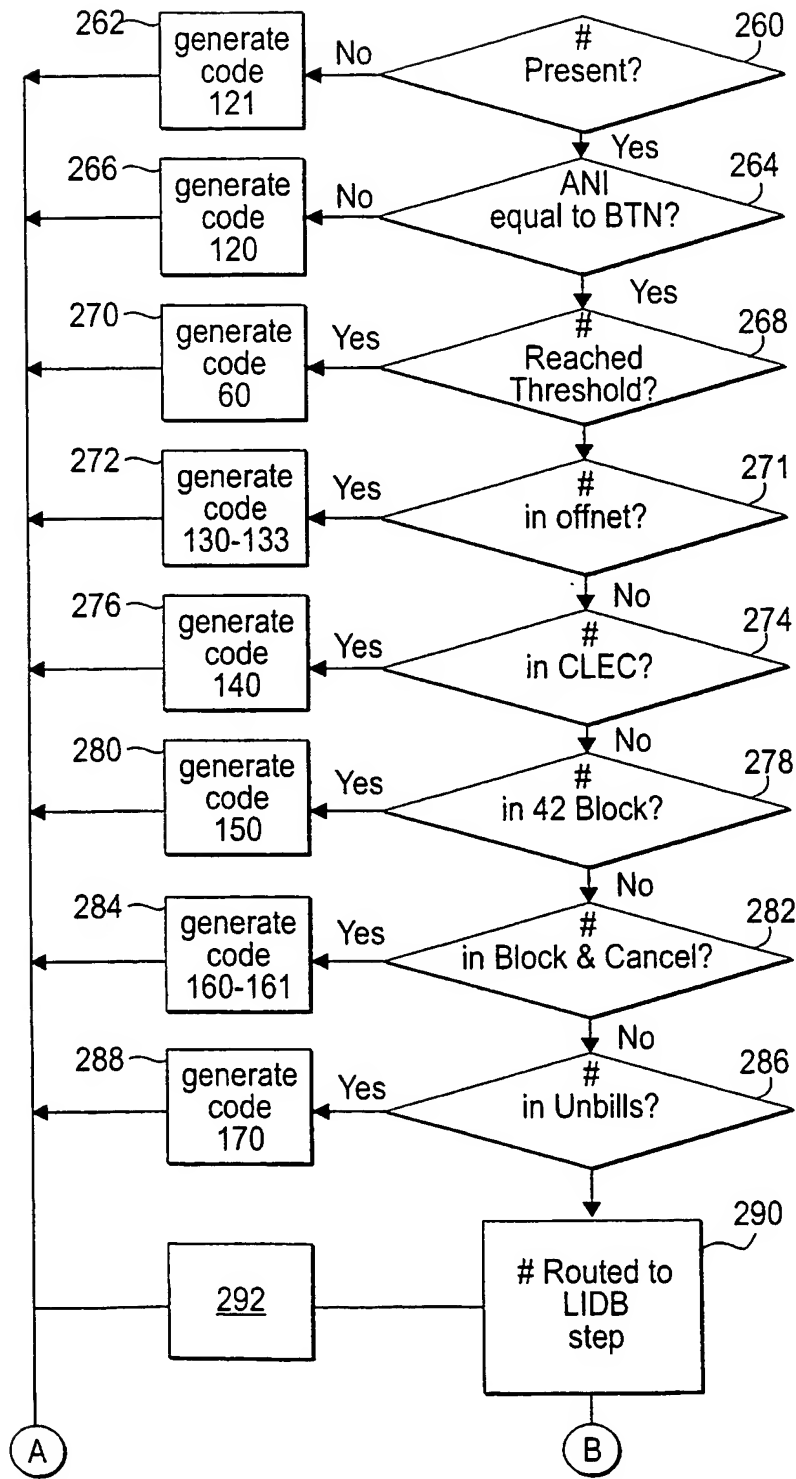 262
generate
code
121
No
#
Present?
260
Yes
266
generate
code
120
No
ANI
equal to BTN?
264
Yes
270
generate
code
60
Yes
#
Reached
Threshold?
268
272
generate
code
130-133
Yes
#
in offnet?
271
No
276
generate
code
140
Yes
#
in CLEC?
274
No
280
generate
code
150
Yes
#
in 42 Block?
278
No
284
generate
code
160-161
Yes
#
in Block & Cancel?
282
No
288
generate
code
170
Yes
#
in Unbills?
286
292
# Routed to
LIDB
step
290
A
B